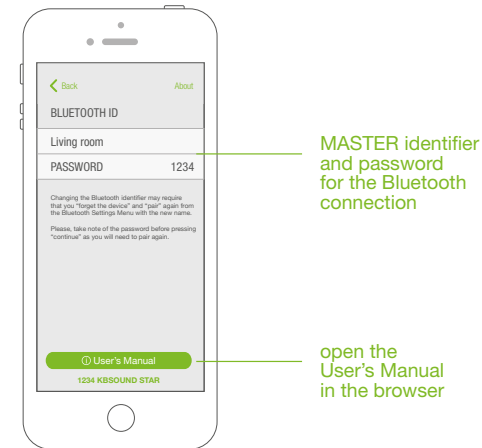 Back About
BLUETOOTH ID
Living room
PASSWORD 1234
Changing the Bluetooth identifier may require
that you "forget the device" and "pair" again from
the Bluetooth Settings Menu with the new name.
Please, take note of the password before pressing
"continue" as you will need to pair again.
User's Manual
1234 KBSOUND STAR
MASTER identifier
and password
for the Bluetooth
connection
open the
User's Manual
in the browser